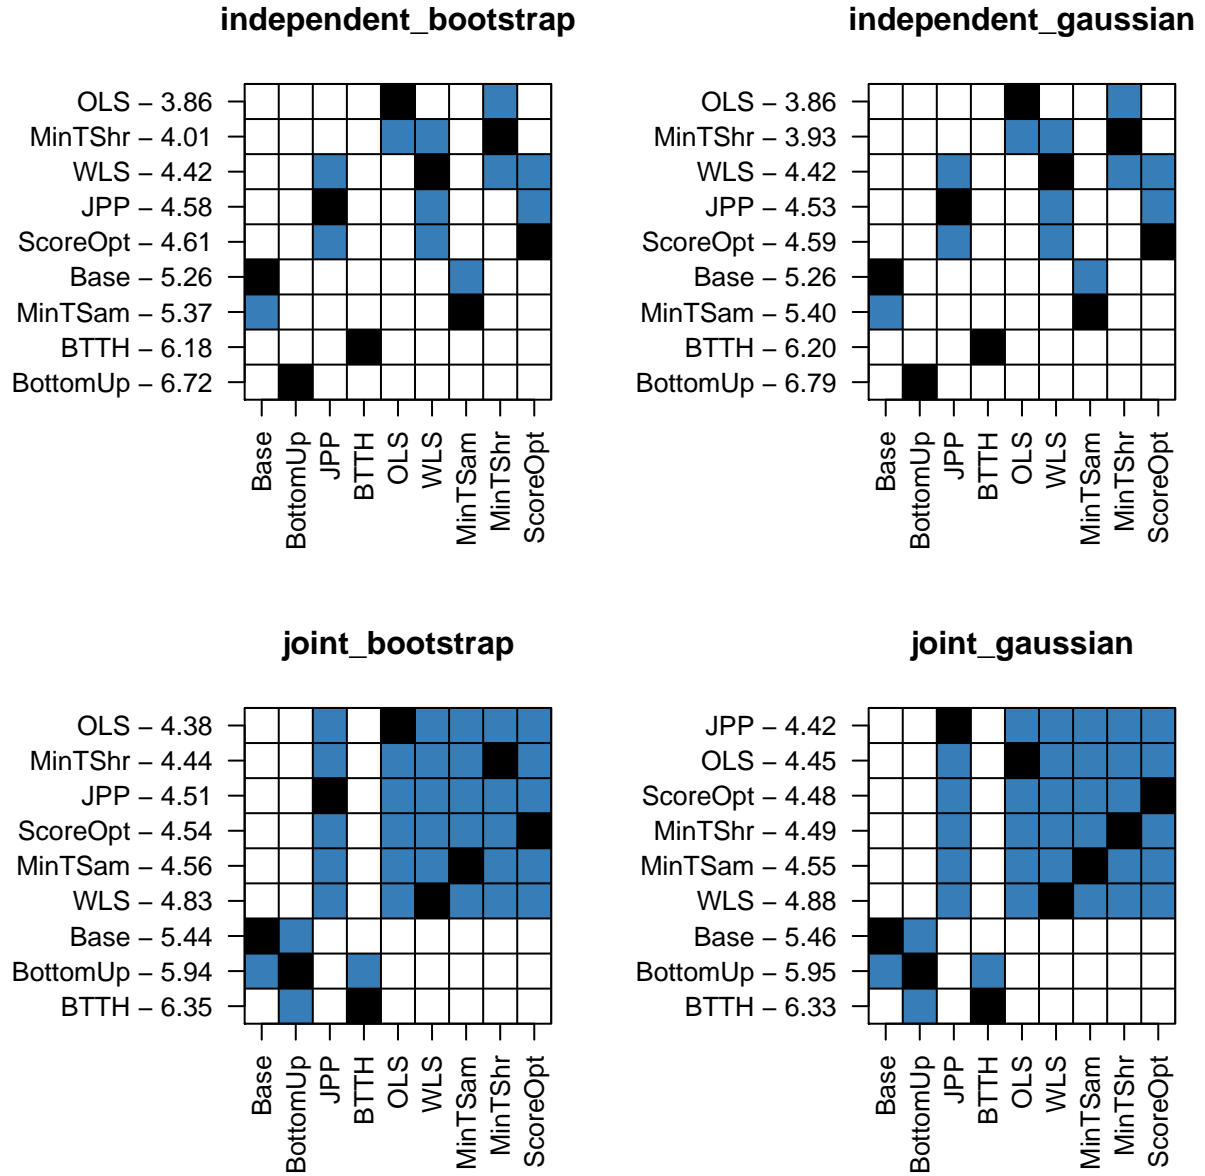 independent_bootstrap
OLS – 3.86
MinTShr – 4.01
WLS – 4.42
JPP – 4.58
ScoreOpt – 4.61
Base – 5.26
MinTSam – 5.37
BTTH – 6.18
BottomUp – 6.72
Base
BottomUp
JPP
BTTH
OLS
WLS
MinTSam
MinTShr
ScoreOpt
independent_gaussian
OLS – 3.86
MinTShr – 3.93
WLS – 4.42
JPP – 4.53
ScoreOpt – 4.59
Base – 5.26
MinTSam – 5.40
BTTH – 6.20
BottomUp – 6.79
Base
BottomUp
JPP
BTTH
OLS
WLS
MinTSam
MinTShr
ScoreOpt
joint_bootstrap
OLS – 4.38
MinTShr – 4.44
JPP – 4.51
ScoreOpt – 4.54
MinTSam – 4.56
WLS – 4.83
Base – 5.44
BottomUp – 5.94
BTTH – 6.35
Base
BottomUp
JPP
BTTH
OLS
WLS
MinTSam
MinTShr
ScoreOpt
joint_gaussian
JPP – 4.42
OLS – 4.45
ScoreOpt – 4.48
MinTShr – 4.49
MinTSam – 4.55
WLS – 4.88
Base – 5.46
BottomUp – 5.95
BTTH – 6.33
Base
BottomUp
JPP
BTTH
OLS
WLS
MinTSam
MinTShr
ScoreOpt